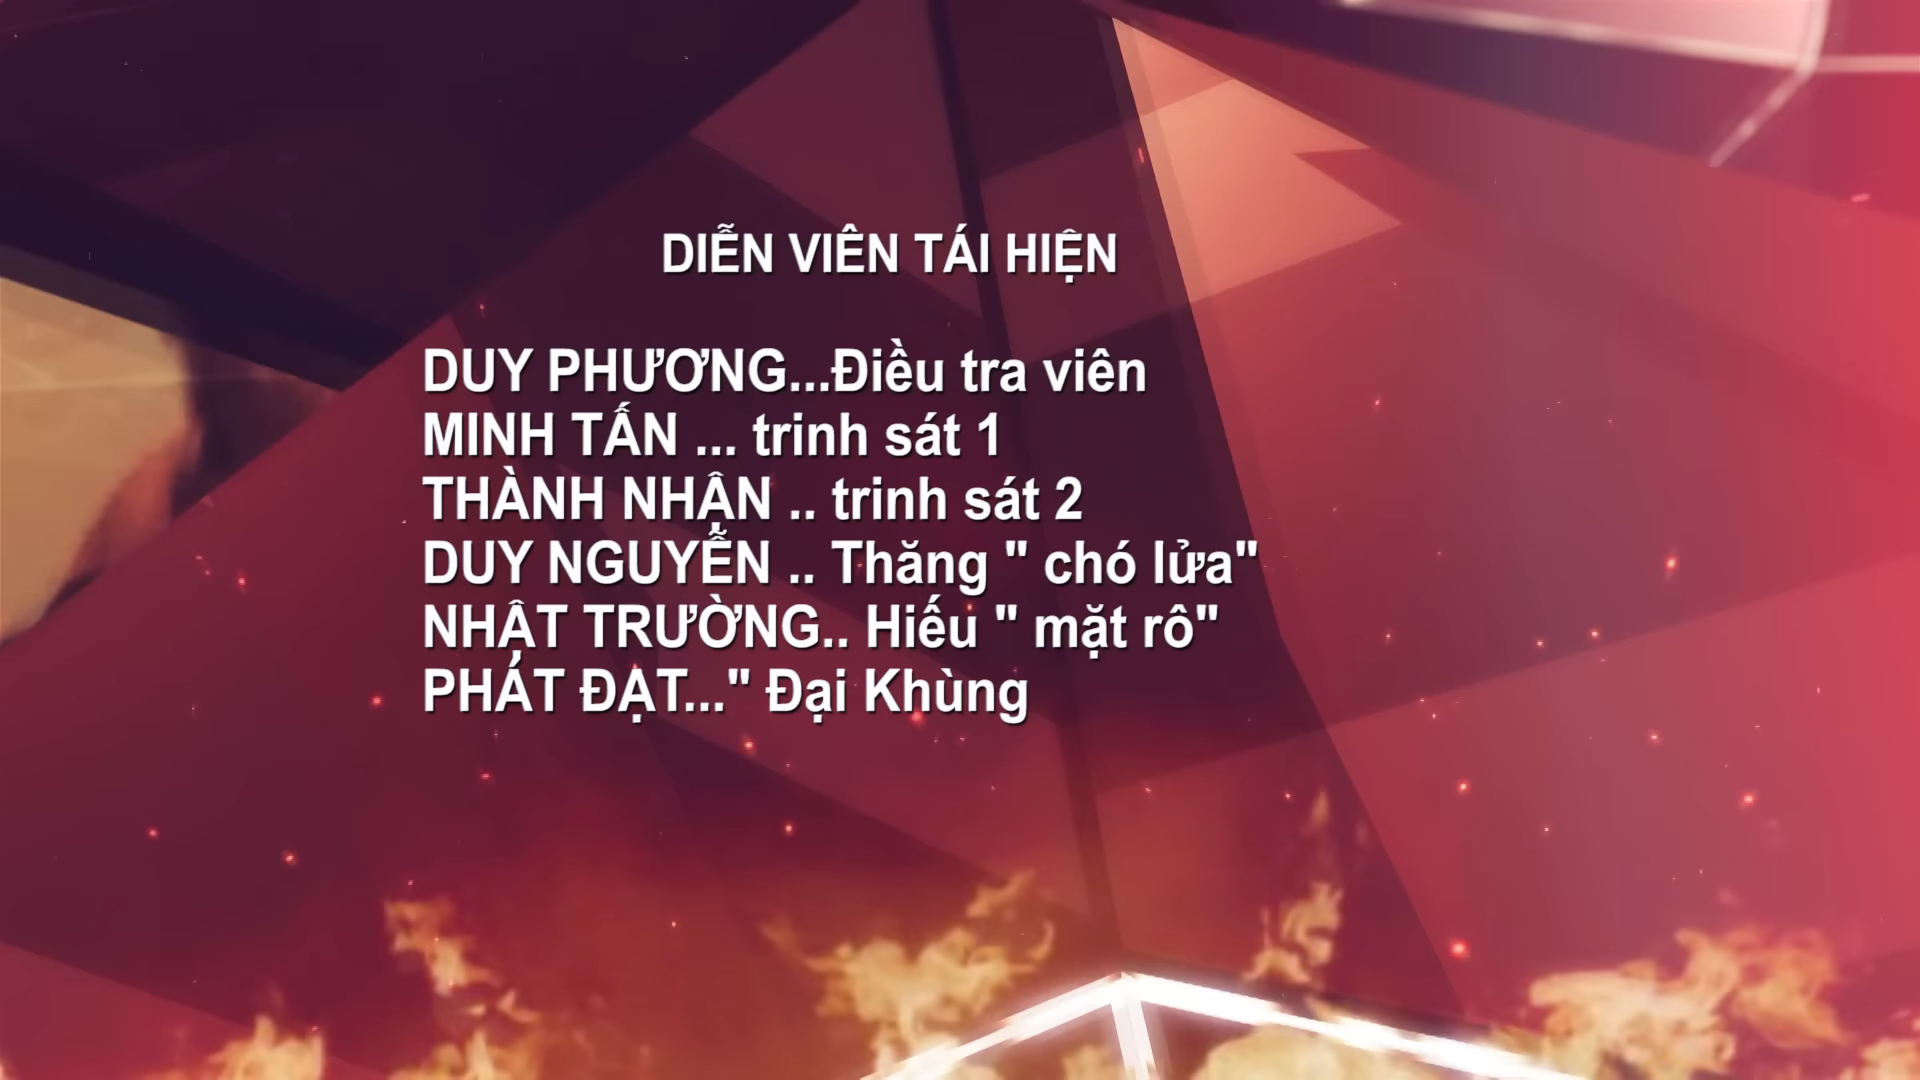 DIỄN VIÊN TÁI HIỆN
DUY PHƯƠNG...Điều tra viên
MINH TẤN ... trinh sát 1
THÀNH NHẬN .. trinh sát 2
DUY NGUYỄN .. Thăng " chó lửa"
NHẬT TRƯỜNG.. Hiếu " mặt rô"
PHÁT ĐẠT..." Đại Khùng